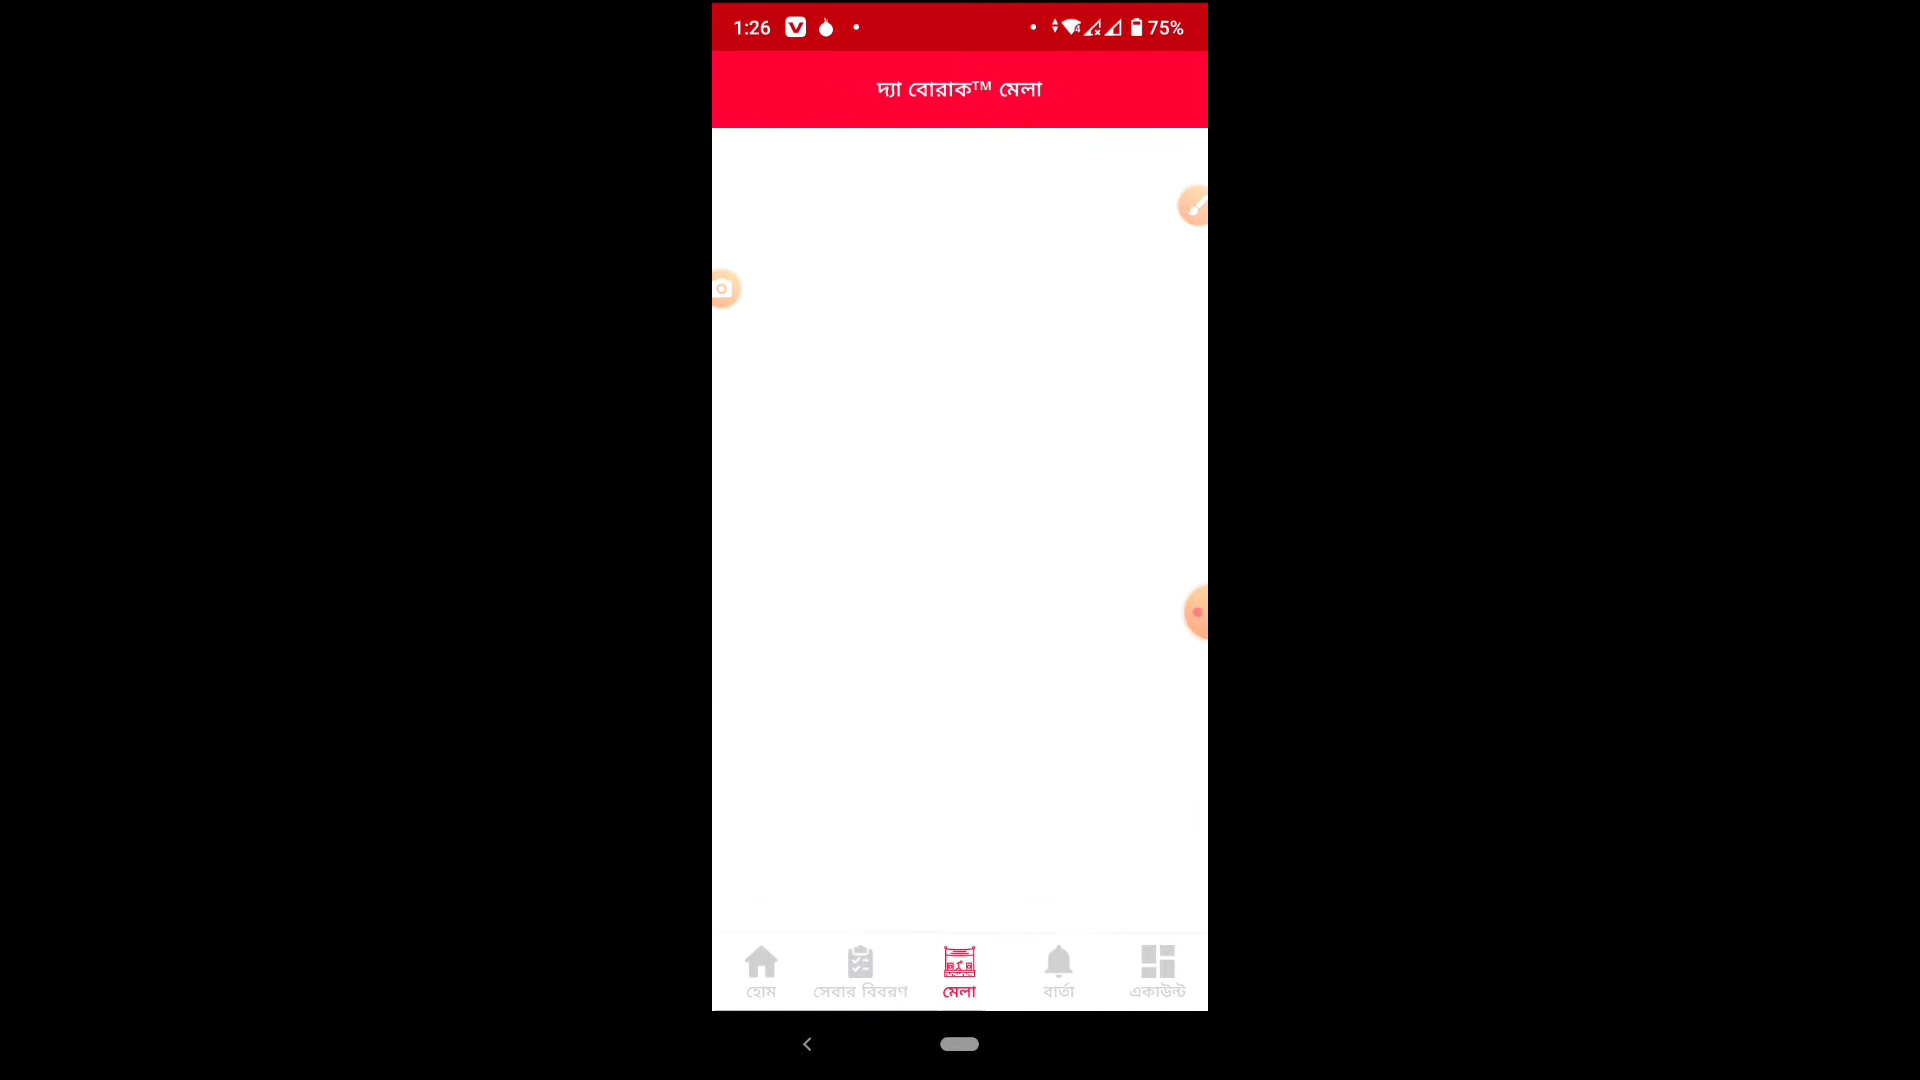 1:26 75%
দ্যা বোরাক™ মেলা
হোম সেবার বিবরণ মেলা বার্তা একাউন্ট